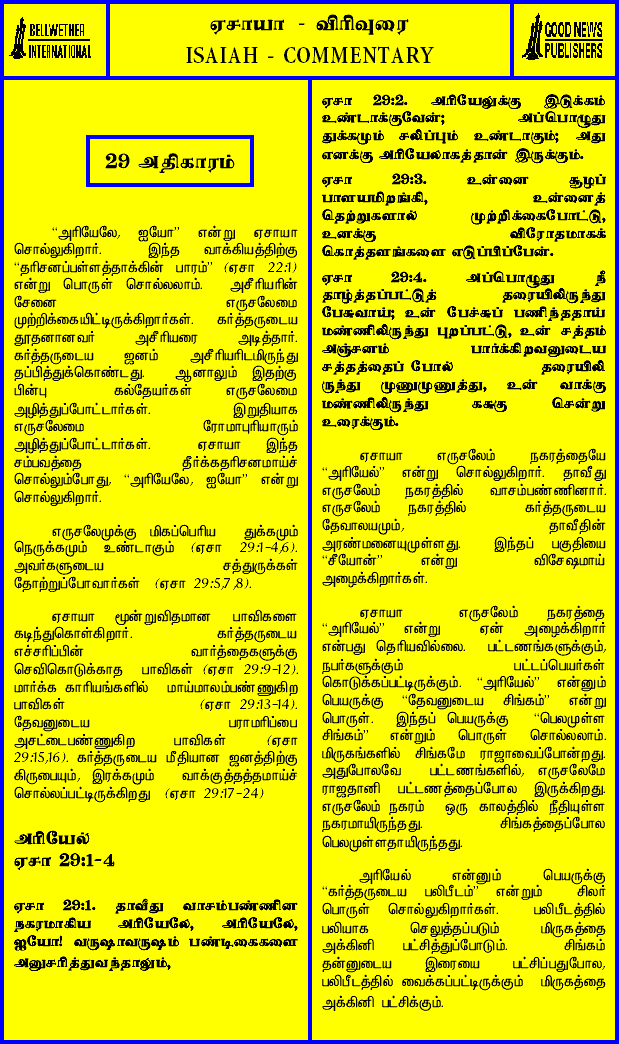 BELLWETHER
INTERNATIONAL
ஏசாயா - விரிவுரை
ISAIAH - COMMENTARY
GOOD NEWS
PUBLISHERS
29 அதிகாரம்
“அரியேலே, ஐயோ” என்று ஏசாயா
சொல்லுகிறார். இந்த வாக்கியத்திற்கு
“தரிசனப்பள்ளத்தாக்கின் பாரம்” (ஏசா 22:1)
என்று பொருள் சொல்லலாம். அசீரியரின்
சேனை எருசலேமை
முற்றிக்கையிட்டிருக்கிறார்கள். கர்த்தருடைய
தூதனானவர் அசீரியரை அடித்தார்.
கர்த்தருடைய ஜனம் அசீரியரிடமிருந்து
தப்பித்துக்கொண்டது. ஆனாலும் இதற்கு
பின்பு கல்தேயர்கள் எருசலேமை
அழித்துப்போட்டார்கள். இறுதியாக
எருசலேமை ரோமாபுரியாரும்
அழித்துப்போட்டார்கள். ஏசாயா இந்த
சம்பவத்தை தீர்க்கதரிசனமாய்ச்
சொல்லும்போது, “அரியேலே, ஐயோ” என்று
சொல்லுகிறார்.
எருசலேமுக்கு மிகப்பெரிய துக்கமும்
நெருக்கமும் உண்டாகும் (ஏசா 29:1-4,6).
அவர்களுடைய சத்துருக்கள்
தோற்றுப்போவார்கள் (ஏசா 29:5,7,8).
ஏசாயா மூன்றுவிதமான பாவிகளை
கடிந்துகொள்கிறார். கர்த்தருடைய
எச்சரிப்பின் வார்த்தைகளுக்கு
செவிகொடுக்காத பாவிகள் (ஏசா 29:9-12).
மார்க்க காரியங்களில் மாய்மாலம்பண்ணுகிற
பாவிகள் (ஏசா 29:13-14).
தேவனுடைய பராமரிப்பை
அசட்டைபண்ணுகிற பாவிகள் (ஏசா
29:15,16). கர்த்தருடைய மீதியான ஜனத்திற்கு
கிருபையும், இரக்கமும் வாக்குத்தத்தமாய்ச்
சொல்லப்பட்டிருக்கிறது (ஏசா 29:17-24)
அரியேல்
ஏசா 29:1-4
ஏசா 29:1. தாவீது வாசம்பண்ணின
நகரமாகிய அரியேலே, அரியேலே,
ஐயோ! வருஷாவருஷம் பண்டிகைகளை
அனுசரித்துவந்தாலும்,
ஏசா 29:2. அரியேலுக்கு இடுக்கம்
உண்டாக்குவேன்; அப்பொழுது
துக்கமும் சலிப்பும் உண்டாகும்; அது
எனக்கு அரியேலாகத்தான் இருக்கும்.
ஏசா 29:3. உன்னை சூழப்
பாளயமிறங்கி, உன்னைத்
தெற்றுகளால் முற்றிக்கைபோட்டு,
உனக்கு விரோதமாகக்
கொத்தளங்களை எடுப்பிப்பேன்.
ஏசா 29:4. அப்பொழுது நீ
தாழ்த்தப்பட்டுத் தரையிலிருந்து
பேசுவாய்; உன் பேச்சுப் பணிந்ததாய்
மண்ணிலிருந்து புறப்பட்டு, உன் சத்தம்
அஞ்சனம் பார்க்கிறவனுடைய
சத்தத்தைப் போல் தரையிலி
ருந்து முணுமுணுத்து, உன் வாக்கு
மண்ணிலிருந்து கசுகு சென்று
உரைக்கும்.
ஏசாயா எருசலேம் நகரத்தையே
“அரியேல்” என்று சொல்லுகிறார். தாவீது
எருசலேம் நகரத்தில் வாசம்பண்ணினார்.
எருசலேம் நகரத்தில் கர்த்தருடைய
தேவாலயமும், தாவீதின்
அரண்மனையுமுள்ளது. இந்தப் பகுதியை
“சீயோன்” என்று விசேஷமாய்
அழைக்கிறார்கள்.
ஏசாயா எருசலேம் நகரத்தை
“அரியேல்” என்று ஏன் அழைக்கிறார்
என்பது தெரியவில்லை. பட்டணங்களுக்கும்,
நபர்களுக்கும் பட்டப்பெயர்கள்
கொடுக்கப்பட்டிருக்கும். “அரியேல்” என்னும்
பெயருக்கு “தேவனுடைய சிங்கம்” என்று
பொருள். இந்தப் பெயருக்கு “பெலமுள்ள
சிங்கம்” என்றும் பொருள் சொல்லலாம்.
மிருகங்களில் சிங்கமே ராஜாவைப்போன்றது.
அதுபோலவே பட்டணங்களில், எருசலேமே
ராஜதானி பட்டணத்தைப்போல இருக்கிறது.
எருசலேம் நகரம் ஒரு காலத்தில் நீதியுள்ள
நகரமாயிருந்தது. சிங்கத்தைப்போல
பெலமுள்ளதாயிருந்தது.
அரியேல் என்னும் பெயருக்கு
“கர்த்தருடைய பலிபீடம்” என்றும் சிலர்
பொருள் சொல்லுகிறார்கள். பலிபீடத்தில்
பலியாக செலுத்தப்படும் மிருகத்தை
அக்கினி பட்சித்துப்போடும். சிங்கம்
தன்னுடைய இரையை பட்சிப்பதுபோல,
பலிபீடத்தில் வைக்கப்பட்டிருக்கும் மிருகத்தை
அக்கினி பட்சிக்கும்.